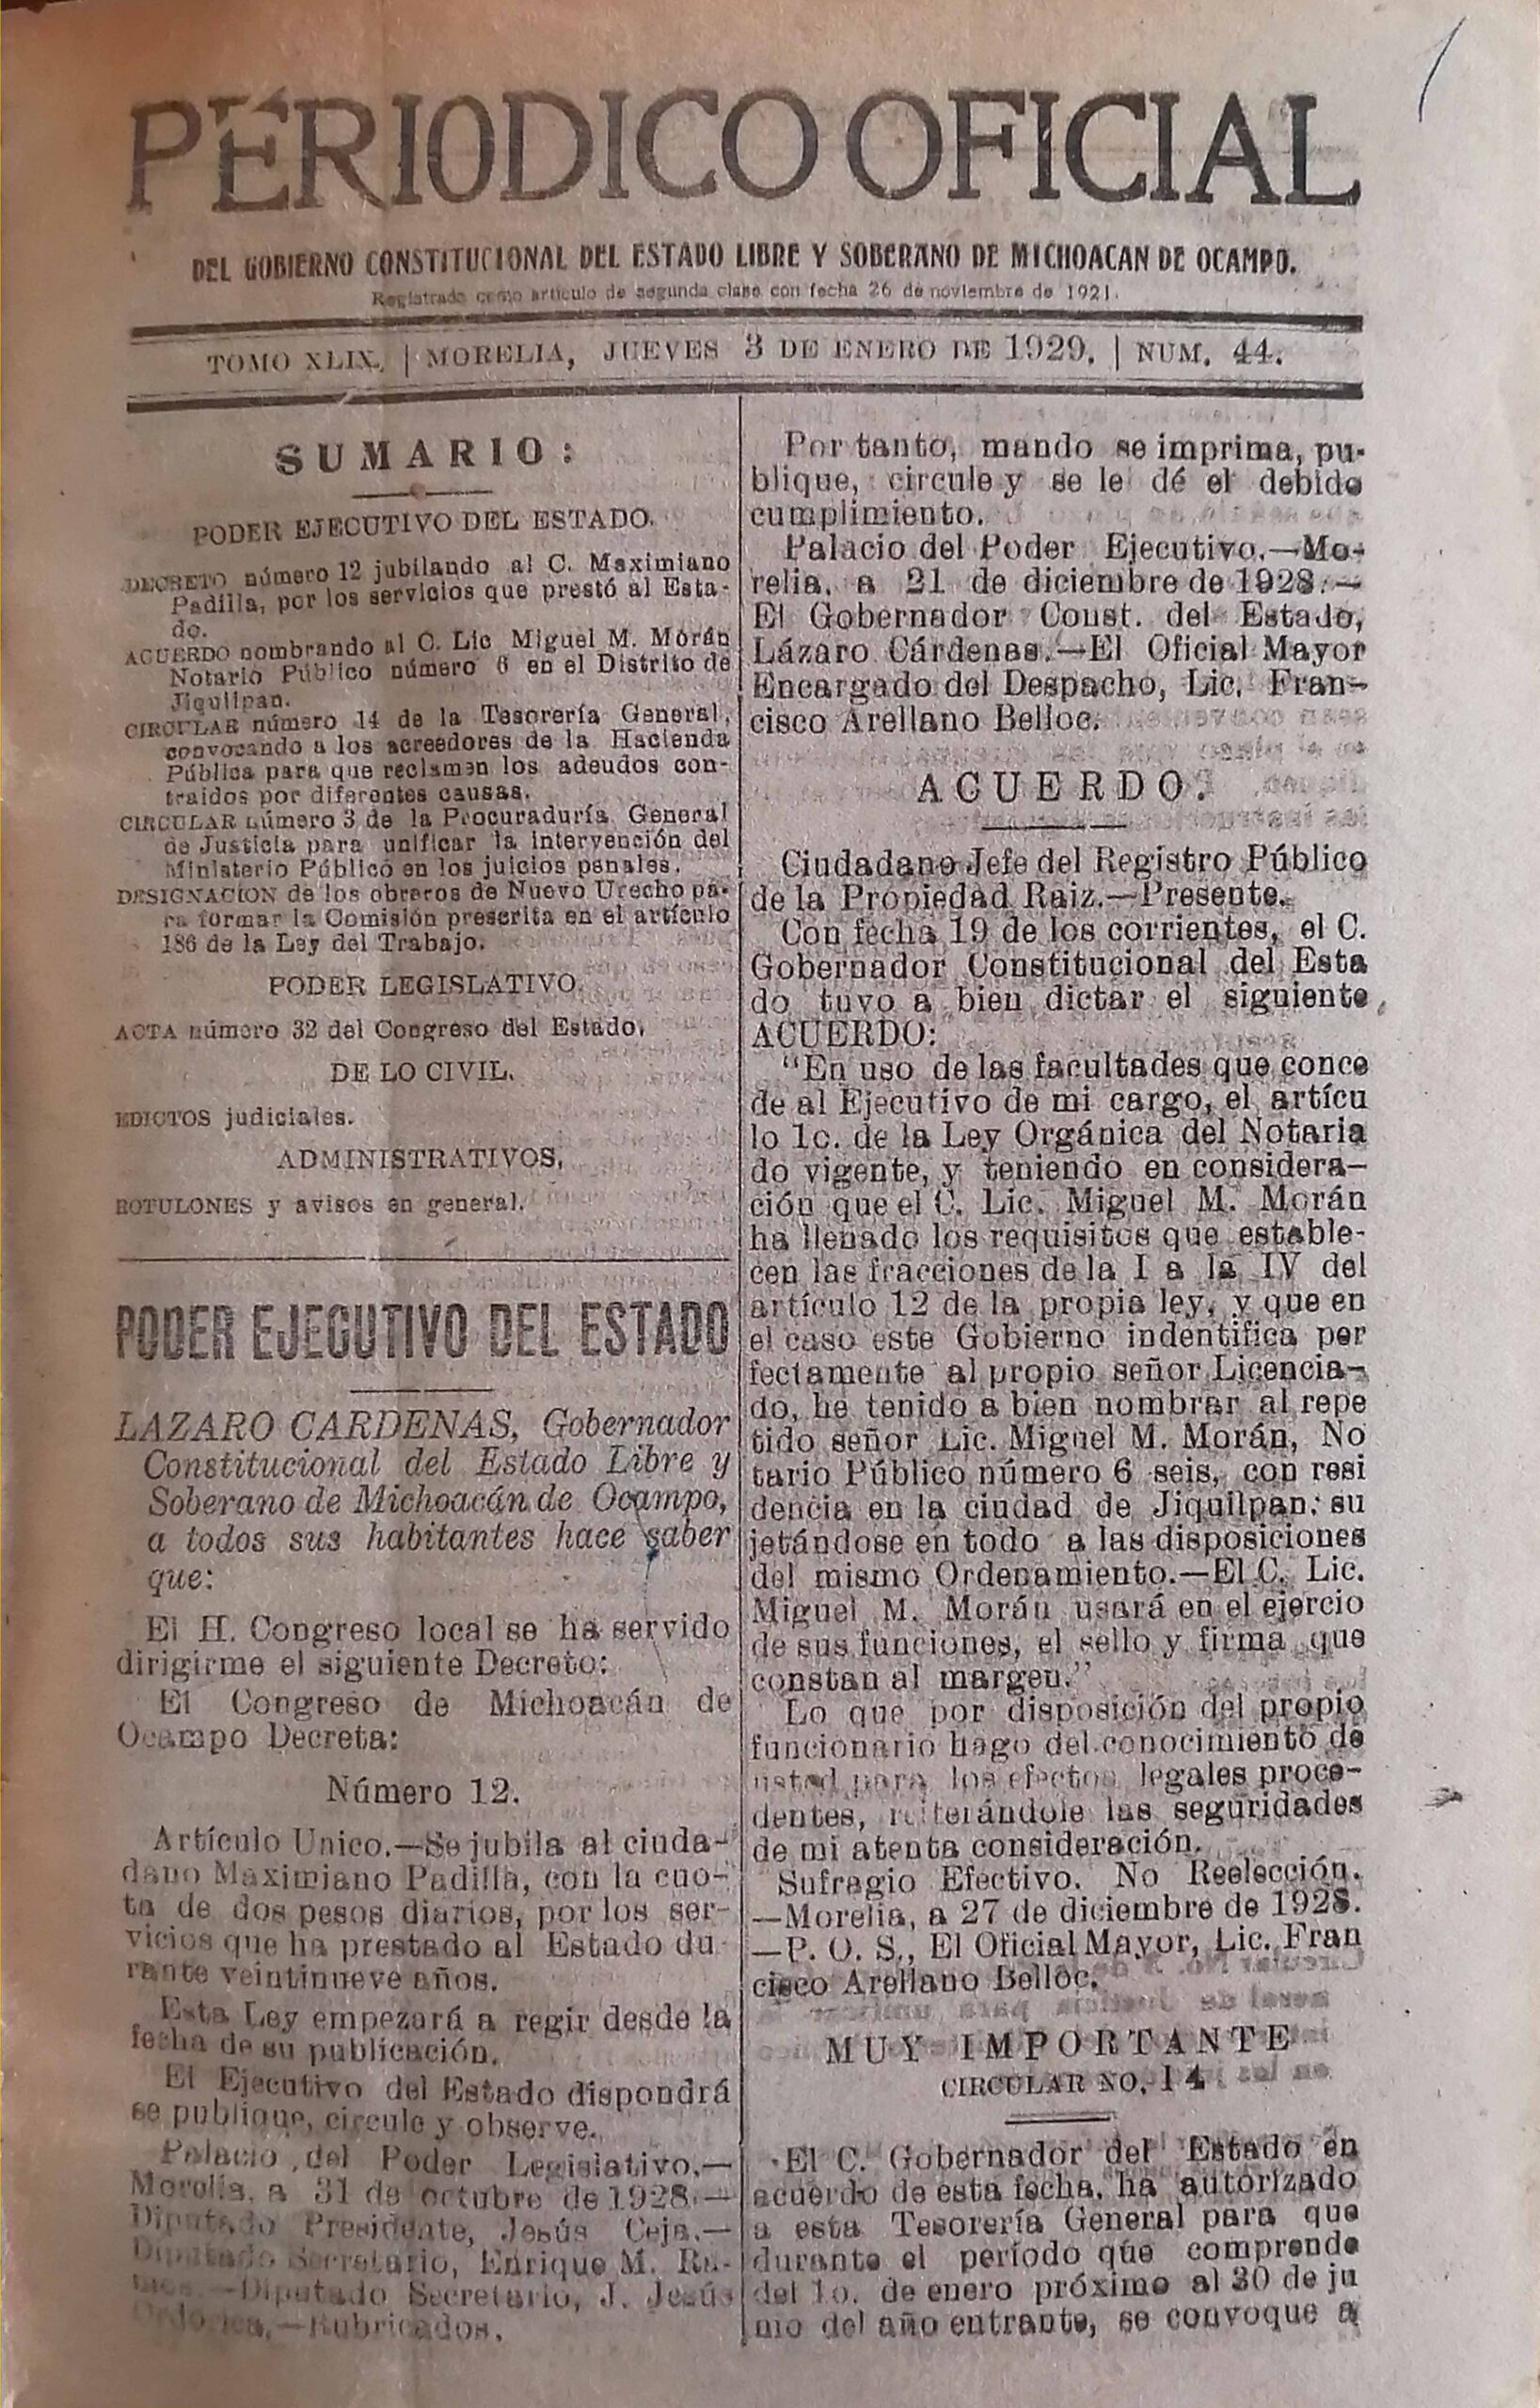 PERIODICO OFICIAL
DEL GOBIERNO CONSTITUCIONAL DEL ESTADO LIBRE Y SOBERANO DE MICHOACAN DE OCAMPO.
Registrado como artículo de segunda clase con fecha 26 de noviembre de 1921.
TOMO XLIX. | MORELIA, JUEVES 3 DE ENERO DE 1929. | NUM. 44.
SUMARIO:
PODER EJECUTIVO DEL ESTADO.
DECRETO número 12 jubilando al C. Maximiano
Padilla, por los servicios que prestó al Esta-
do.
ACUERDO nombrando al C. Lic Miguel M. Morán
Notario Público número 6 en el Distrito de
Jiquilpan.
CIRCULAR número 14 de la Tesorería General,
convocando a los acreedores de la Hacienda
Pública para que reclamen los adeudos con-
traidos por diferentes causas.
CIRCULAR número 3 de la Procuraduría General
de Justicia para unificar la intervención del
Ministerio Público en los juicios penales.
DESIGNACION de los obreros de Nuevo Urecho pa-
ra formar la Comisión prescrita en el artículo
186 de la Ley del Trabajo.
PODER LEGISLATIVO.
ACTA número 32 del Congreso del Estado.
DE LO CIVIL.
EDICTOS judiciales.
ADMINISTRATIVOS.
ROTULONES y avisos en general.
PODER EJECUTIVO DEL ESTADO
LAZARO CARDENAS, Gobernador
Constitucional del Estado Libre y
Soberano de Michoacán de Ocampo,
a todos sus habitantes hace saber
que:
El H. Congreso local se ha servido
dirigirme el siguiente Decreto:
El Congreso de Michoacán de
Ocampo Decreta:
Número 12.
Artículo Unico.—Se jubila al ciuda-
dano Maximiano Padilla, con la cuo-
ta de dos pesos diarios, por los ser-
vicios que ha prestado al Estado du
rante veintinueve años.
Esta Ley empezará a regir desde la
fecha de su publicación.
El Ejecutivo del Estado dispondrá
se publique, circule y observe.
Palacio del Poder Legislativo.—
Morelia, a 31 de octubre de 1928.—
Diputado Presidente, Jesús Ceja.—
Diputado Secretario, Enrique M. Ra-
mos.—Diputado Secretario, J. Jesús
Ordorica.—Rubricados.
Por tanto, mando se imprima, pu-
blique, circule y se le dé el debido
cumplimiento.
Palacio del Poder Ejecutivo.—Mo-
relia, a 21 de diciembre de 1928.—
El Gobernador Const. del Estado,
Lázaro Cárdenas.—El Oficial Mayor
Encargado del Despacho, Lic. Fran-
cisco Arellano Belloc.
ACUERDO:
Ciudadano Jefe del Registro Público
de la Propiedad Raiz.—Presente.
Con fecha 19 de los corrientes, el C.
Gobernador Constitucional del Esta
do tuvo a bien dictar el siguiente
ACUERDO:
"En uso de las facultades que conce
de al Ejecutivo de mi cargo, el artícu
lo 1o. de la Ley Orgánica del Notaria
do vigente, y teniendo en considera-
ción que el C. Lic. Miguel M. Morán
ha llenado los requisitos que estable-
cen las fracciones de la I a la IV del
artículo 12 de la propia ley, y que en
el caso este Gobierno indentifica per
fectamente al propio señor Licencia-
do, he tenido a bien nombrar al repe
tido señor Lic. Miguel M. Morán, No
tario Público número 6 seis, con resi
dencia en la ciudad de Jiquilpan; su
jetándose en todo a las disposiciones
del mismo Ordenamiento.—El C. Lic.
Miguel M. Morán usará en el ejercio
de sus funciones, el sello y firma que
constan al margen."
Lo que por disposición del propio
funcionario hago del conocimiento de
usted para los efectos legales proce-
dentes, reiterándole las seguridades
de mi atenta consideración.
Sufragio Efectivo. No Reelección.
—Morelia, a 27 de diciembre de 1928.
—P. O. S., El Oficial Mayor, Lic. Fran
cisco Arellano Belloc.
MUY IMPORTANTE
CIRCULAR NO. 14
El C. Gobernador del Estado en
acuerdo de esta fecha, ha autorizado
a esta Tesorería General para que
durante el período que comprende
del 1o. de enero próximo al 30 de ju
nio del año entrante, se convoque a